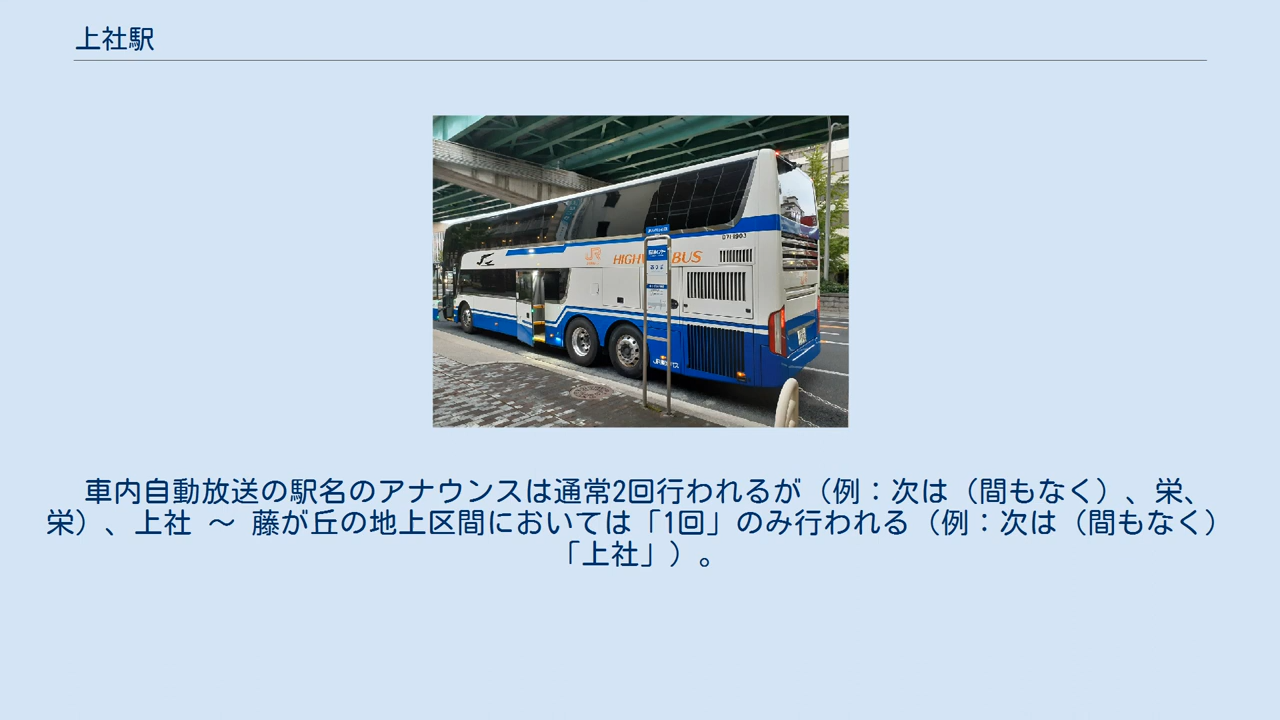 上社駅
JR
HIGHW BUS
車内自動放送の駅名のアナウンスは通常2回行われるが（例：次は（間もなく）、栄、
栄）、上社 ～ 藤が丘の地上区間においては「1回」のみ行われる（例：次は（間もなく）
「上社」）。